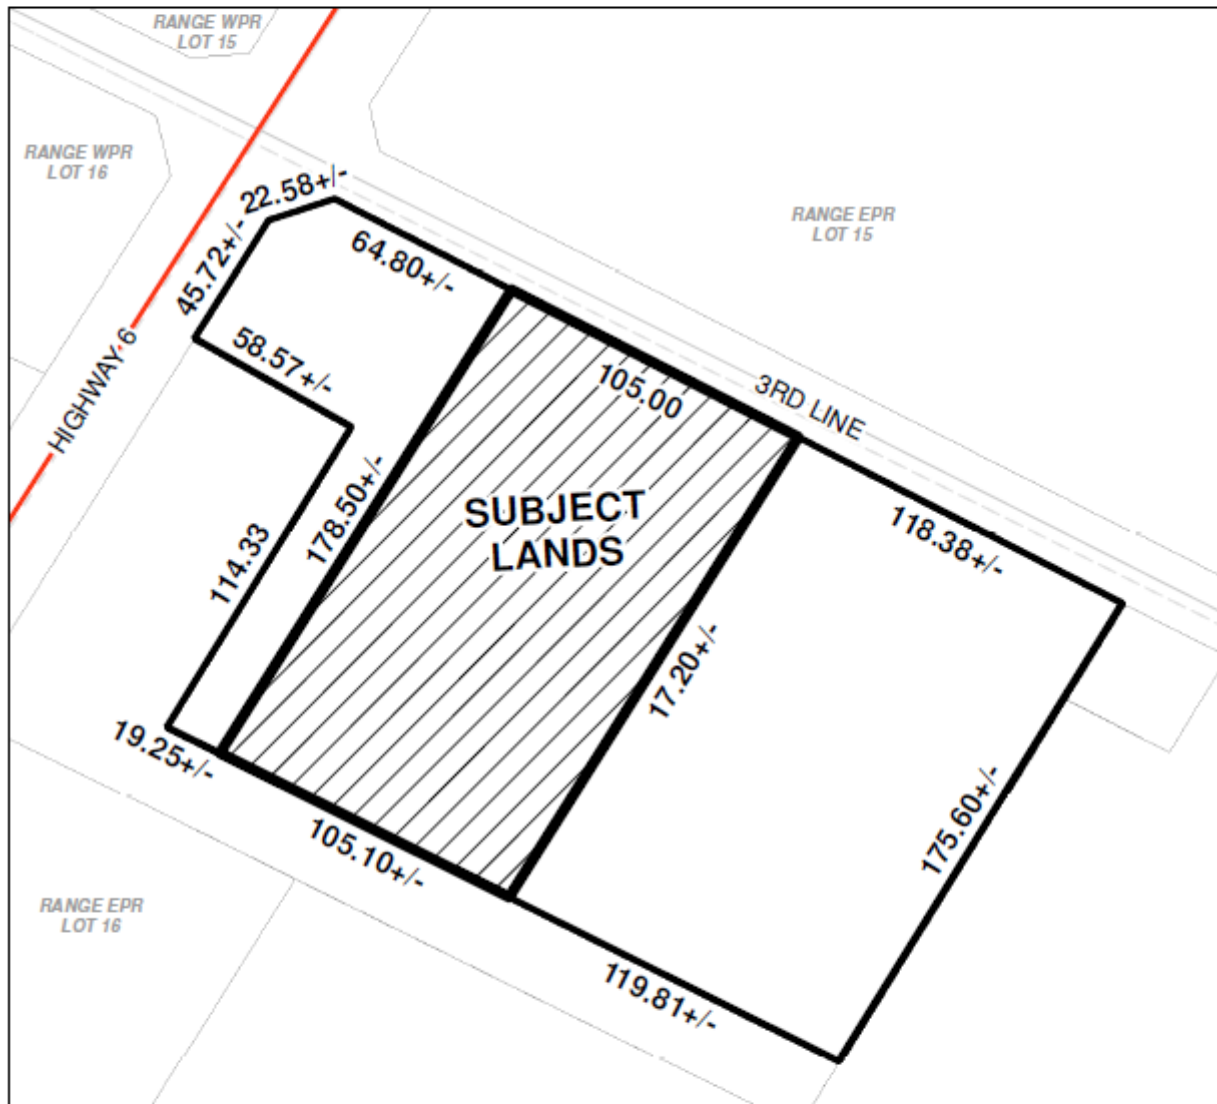 RANGE WPR
LOT 15
RANGE WPR
LOT 16
22.58+/-
RANGE EPR
LOT 15
45.72+/-
64.80+/-
58.57+/-
HIGHWAY 6
105.00
3RD LINE
178.50+/-
SUBJECT
LANDS
114.33
118.38+/-
17.20+/-
19.25+/-
175.60+/-
105.10+/-
RANGE EPR
LOT 16
119.81+/-